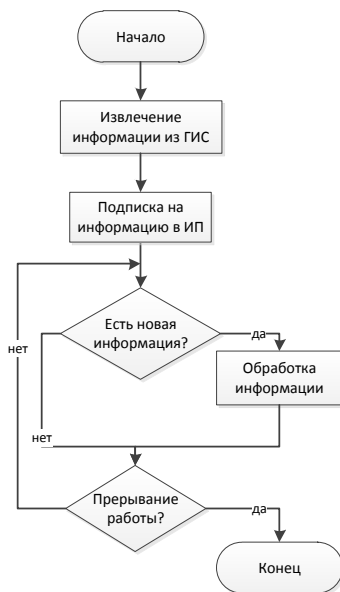 Начало
Извлечение
информации из ГИС
Подписка на
информацию в ИП
Есть новая
информация?
да
нет
Обработка
информации
нет
Прерывание
работы?
да
Конец